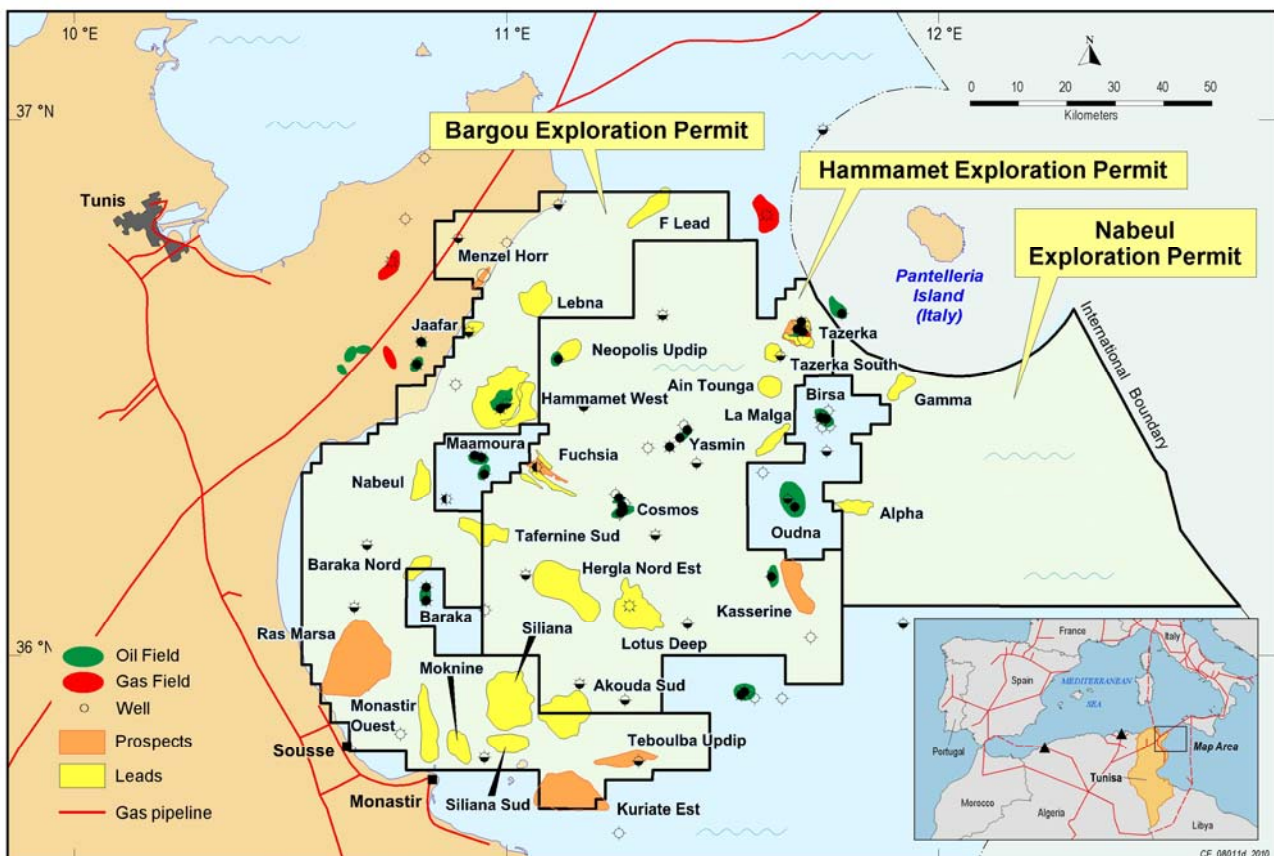 10 °E
11 °E
12 °E
N
37 °N
0 10 20 30 40 50
Kilometers
Bargou Exploration Permit
Hammamet Exploration Permit
Nabeul
Exploration Permit
Tunis
F Lead
Pantelleria
Island
(Italy)
Menzel Horr
Lebna
International Boundary
Jaafar
Tazerka
Neopolis Updip
Tazerka South
Ain Tounga
Birsa
Gamma
Hammamet West
La Malga
Maamoura
Yasmin
Fuchsia
Nabeul
Cosmos
Alpha
Oudna
Tafernine Sud
Baraka Nord
Hergla Nord Est
Kasserine
Baraka
Ras Marsa
Siliana
Lotus Deep
36 °N
Moknine
Akouda Sud
Monastir
Ouest
Teboulba Updip
Sousse
Monastir
Siliana Sud
Kuriate Est
Oil Field
Gas Field
Well
Prospects
Leads
Gas pipeline
France
Italy
Spain
MEDITERRANEAN
SEA
Portugal
Map Area
Tunisa
Morocco
Algeria
Libya
CE_08011d_2010